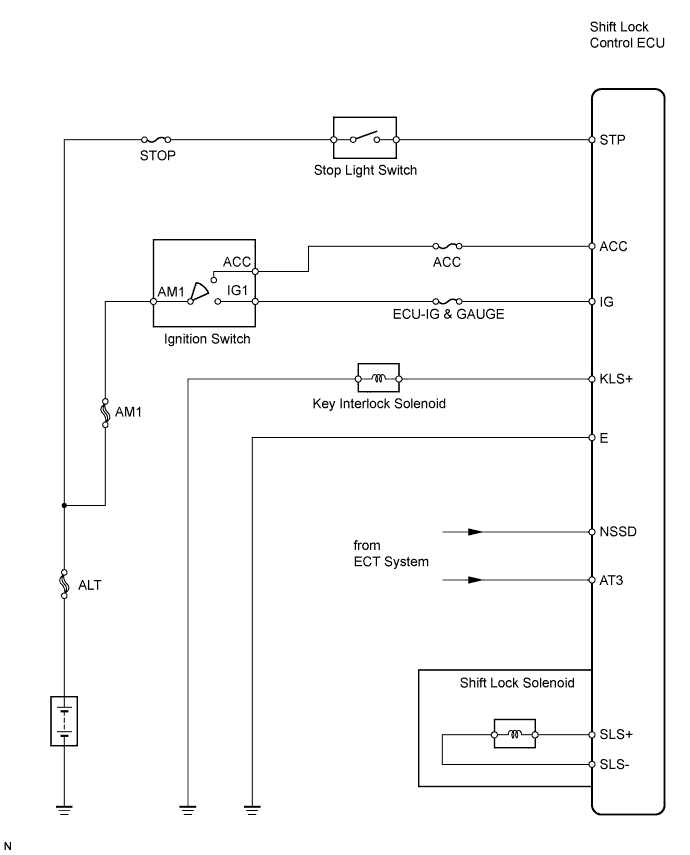 Shift Lock
Control ECU
STOP
Stop Light Switch
STP
ACC
AM1
IG1
Ignition Switch
ACC
ACC
ECU-IG & GAUGE
IG
Key Interlock Solenoid
KLS+
AM1
E
from
ECT System
NSSD
AT3
ALT
Shift Lock Solenoid
SLS+
SLS-
N